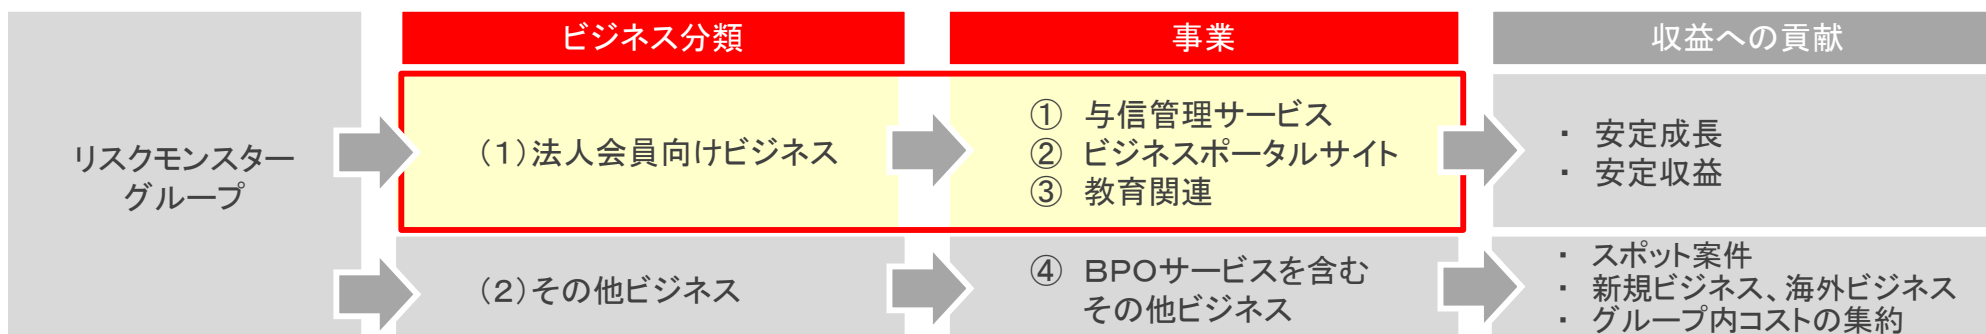 ビジネス分類
事業
収益への貢献
リスクモンスター
グループ
(1)法人会員向けビジネス
① 与信管理サービス
② ビジネスポータルサイト
③ 教育関連
・ 安定成長
・ 安定収益
(2)その他ビジネス
④ BPOサービスを含む
その他ビジネス
・ スポット案件
・ 新規ビジネス、海外ビジネス
・ グループ内コストの集約